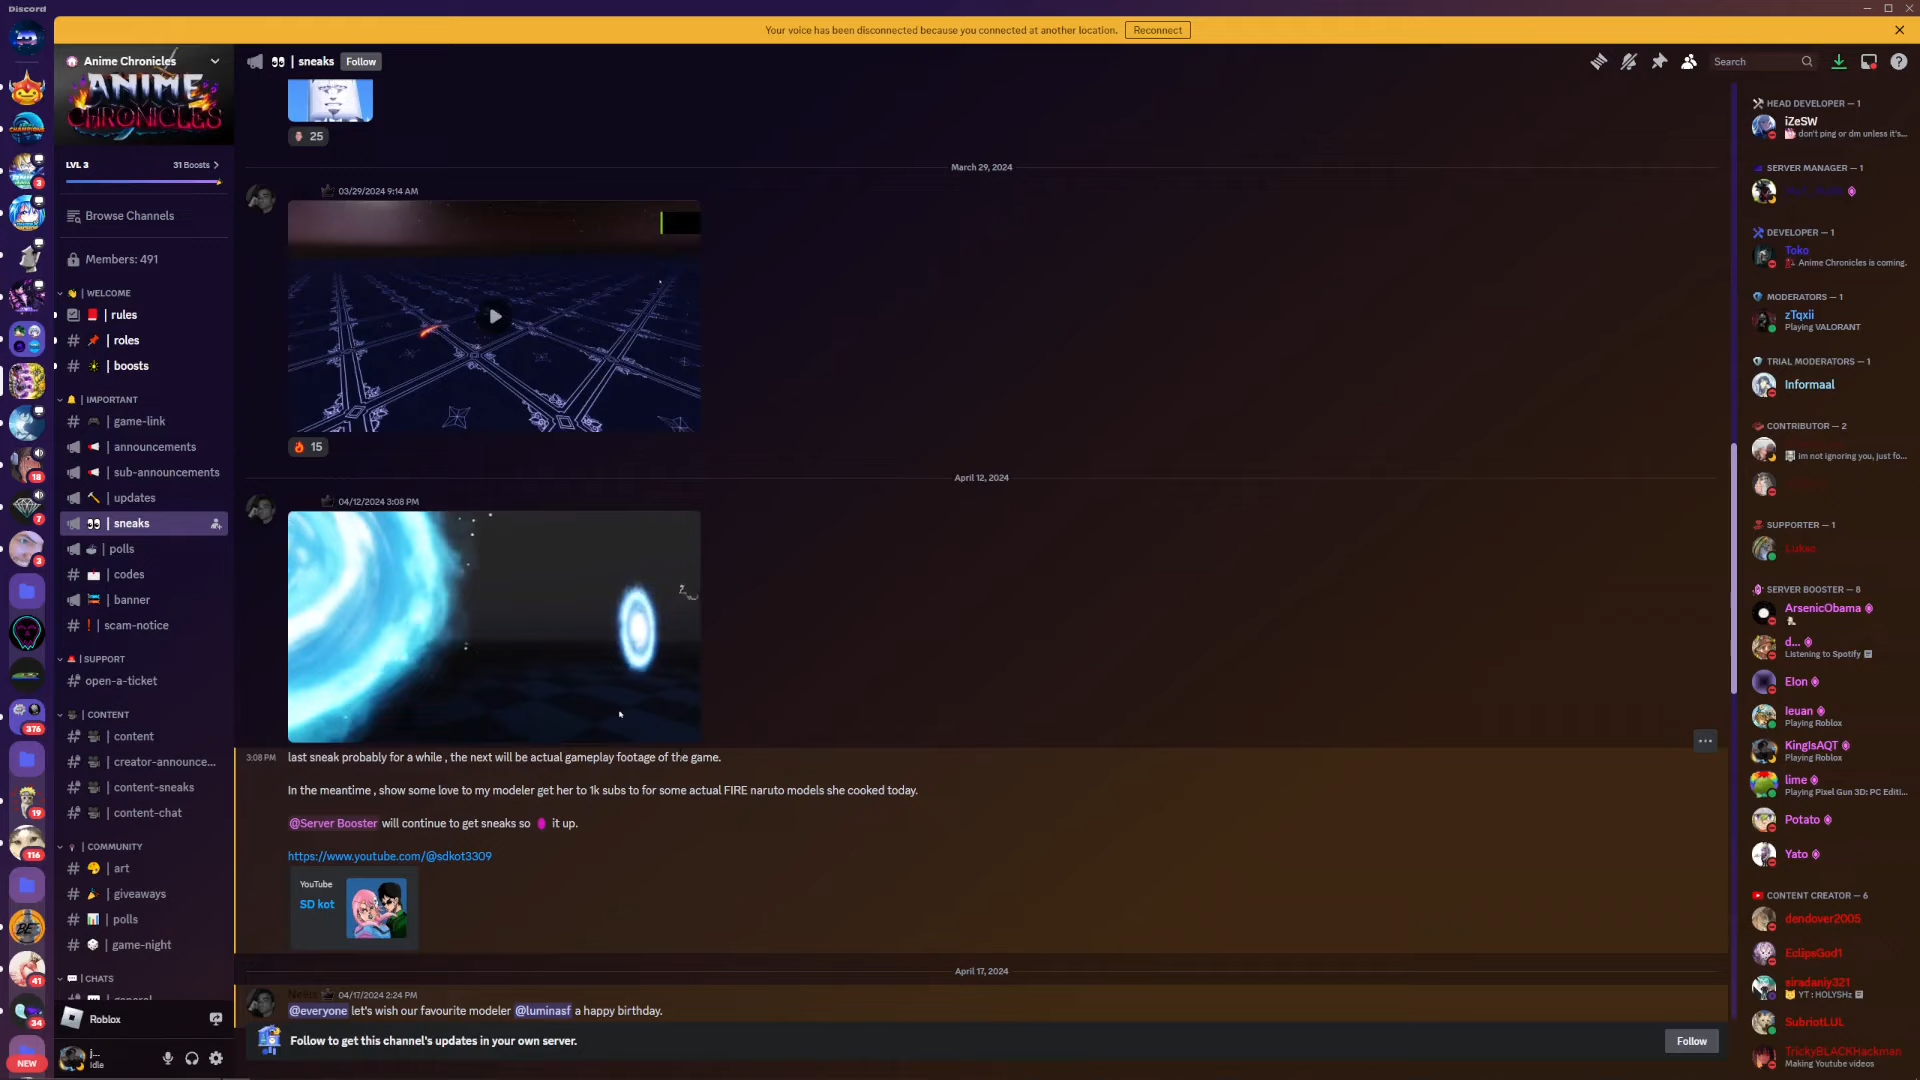 Discord
Your voice has been disconnected because you connected at another location.
Reconnect
Anime Chronicles
ANIME
CHRONICLES
LVL 3
31 Boosts
Browse Channels
Members: 491
WELCOME
| rules
| roles
| boosts
IMPORTANT
| game-link
| announcements
| sub-announcements
| updates
| sneaks
| polls
| codes
| banner
| scam-notice
| SUPPORT
open-a-ticket
| CONTENT
| content
| creator-announce...
| content-sneaks
| content-chat
| COMMUNITY
| art
| giveaways
| polls
| game-night
| CHATS
general
Roblox
j...
Idle
3
18
7
3
376
19
116
41
34
NEW
| sneaks
Follow
Search
25
March 29, 2024
03/29/2024 9:14 AM
15
April 12, 2024
04/12/2024 3:08 PM
3:08 PM
last sneak probably for a while , the next will be actual gameplay footage of the game.
In the meantime , show some love to my modeler get her to 1k subs to for some actual FIRE naruto models she cooked today.
@Server Booster will continue to get sneaks so it up.
https://www.youtube.com/@sdkot3309
YouTube
SD kot
April 17, 2024
04/17/2024 2:24 PM
@everyone let's wish our favourite modeler @luminasf a happy birthday.
Follow to get this channel's updates in your own server.
Follow
HEAD DEVELOPER — 1
iZeSW
don't ping or dm unless it's...
SERVER MANAGER — 1
DEVELOPER — 1
Toko
Anime Chronicles is coming.
MODERATORS — 1
zTqxii
Playing VALORANT
TRIAL MODERATORS — 1
Informaal
CONTRIBUTOR — 2
im not ignoring you, just fo...
SUPPORTER — 1
Lukac
SERVER BOOSTER — 8
ArsenicObama
d...
Listening to Spotify
Elon
Ieuan
Playing Roblox
KingIsAQT
Playing Roblox
lime
Playing Pixel Gun 3D: PC Editi...
Potato
Yato
CONTENT CREATOR — 6
dendover2005
EclipsGod1
siradaniy321
YT : HOLYSHz
SubriotLUL
TrickyBLACKHackman
Making Youtube videos